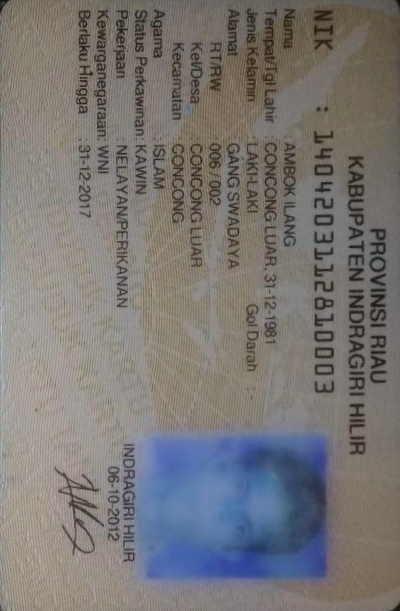 PROVINSI RIAU
KABUPATEN INDRAGIRI HILIR
NIK : 1404203112810003
Nama : AMBOK ILANG
Tempat/Tgl Lahir : CONCONG LUAR, 31-12-1981
Jenis Kelamin : LAKI-LAKI Gol Darah : -
Alamat : GANG SWADAYA
RT/RW : 006 / 002
Kel/Desa : CONCONG LUAR
Kecamatan : CONCONG
Agama : ISLAM
Status Perkawinan: KAWIN
Pekerjaan : NELAYAN/PERIKANAN
Kewarganegaraan: WNI
Berlaku Hingga : 31-12-2017
INDRAGIRI HILIR
06-10-2012